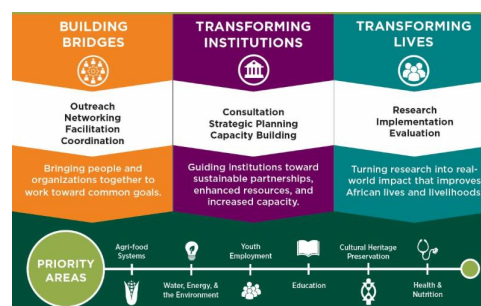 BUILDING
BRIDGES
Outreach
Networking
Facilitation
Coordination
Bringing people and
organizations together to
work toward common goals.
TRANSFORMING
INSTITUTIONS
Consultation
Strategic Planning
Capacity Building
Guiding institutions toward
sustainable partnerships,
enhanced resources, and
increased capacity.
TRANSFORMING
LIVES
Research
Implementation
Evaluation
Turning research into real-
world impact that improves
African lives and livelihoods
PRIORITY
AREAS
Agri-food
Systems
Water, Energy, &
the Environment
Youth
Employment
Education
Cultural Heritage
Preservation
Health &
Nutrition